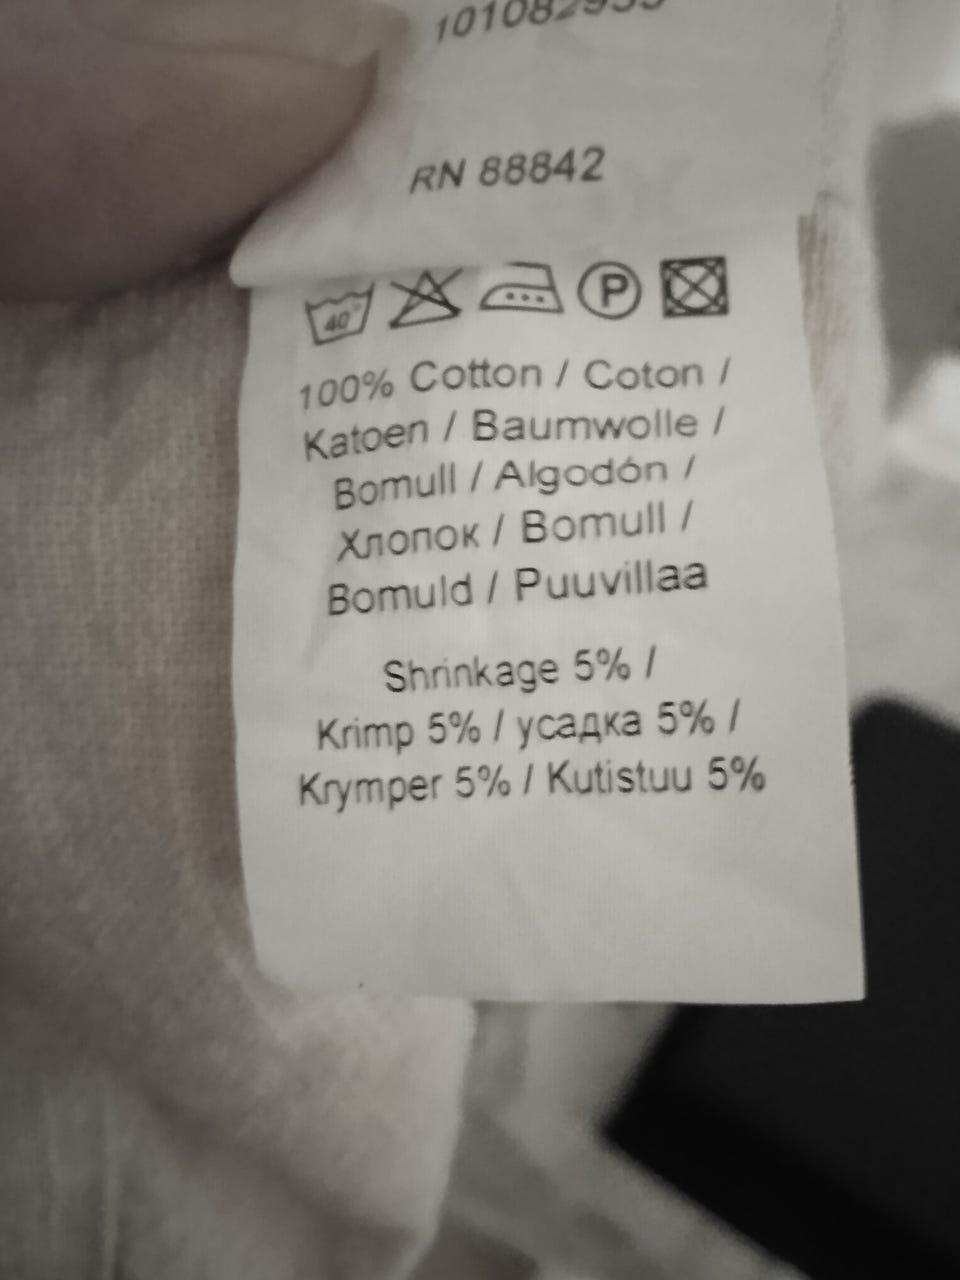 RN 88842
40°
P
100% Cotton / Coton /
Katoen / Baumwolle /
Bomull / Algodón /
Хлопок / Bomull /
Bomuld / Puuvillaa
Shrinkage 5% /
Krimp 5% / усадка 5% /
Krymper 5% / Kutistuu 5%